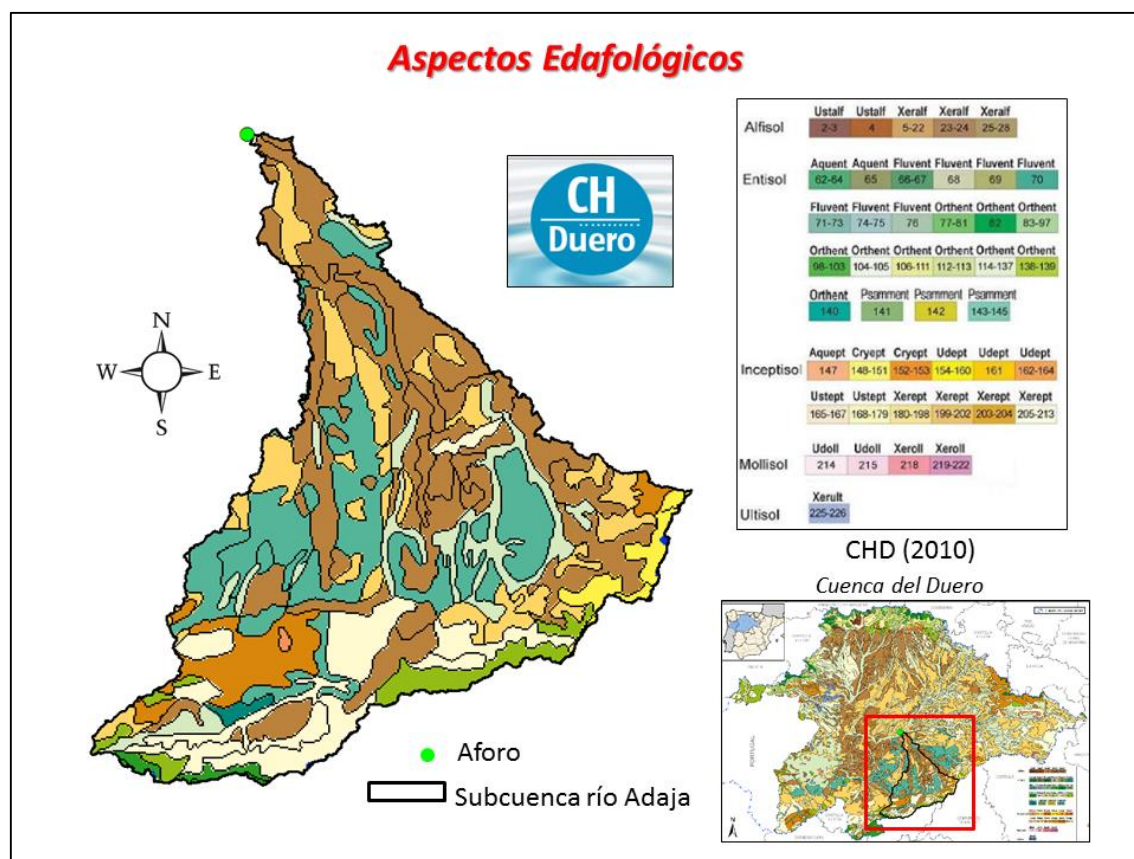 Aspectos Edafológicos
CH
Duero
N
W E
S
Ustalf Ustalf Xeralf Xeralf Xeralf
Alfisol 2-3 4 5-22 23-24 25-28
Aquent Aquent Fluvent Fluvent Fluvent Fluvent
Entisol 62-64 65 66-67 68 69 70
Fluvent Fluvent Fluvent Orthent Orthent Orthent
71-73 74-75 76 77-81 82 83-97
Orthent Orthent Orthent Orthent Orthent Orthent
98-103 104-105 106-111 112-113 114-137 138-139
Orthent Psamment Psamment Psamment
140 141 142 143-145
Aquept Cryept Cryept Udept Udept Udept
Inceptisol 147 148-151 152-153 154-160 161 162-164
Ustept Ustept Xerept Xerept Xerept Xerept
165-167 168-179 180-198 199-202 203-204 205-213
Udoll Udoll Xeroll Xeroll
Mollisol 214 215 218 219-222
Xerult
Ultisol 225-226
CHD (2010)
Cuenca del Duero
PORTUGAL
N
Aforo
Subcuenca río Adaja